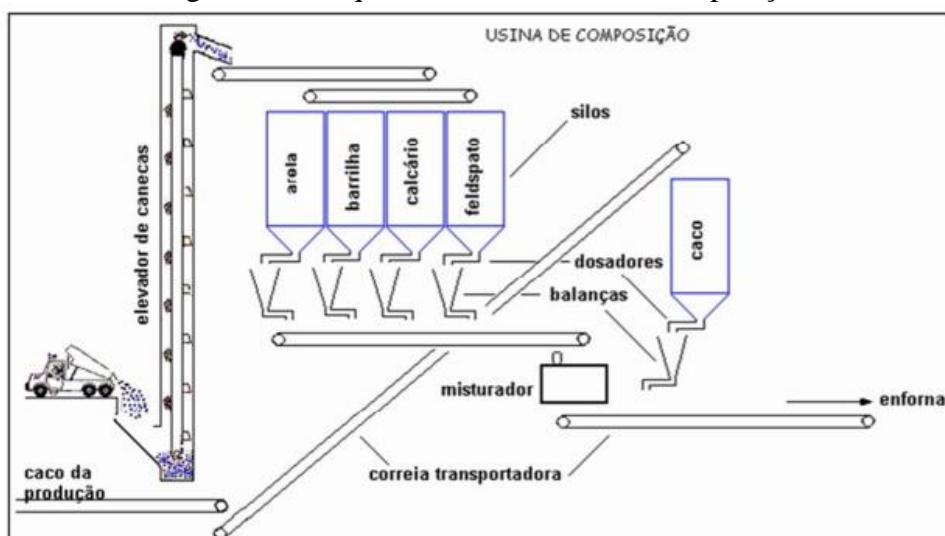 USINA DE COMPOSIÇÃO
elevador de canecas
areia
barrilha
calcário
feldspato
silos
caco
dosadores
balanças
misturador
enforna
correia transportadora
caco da
produção